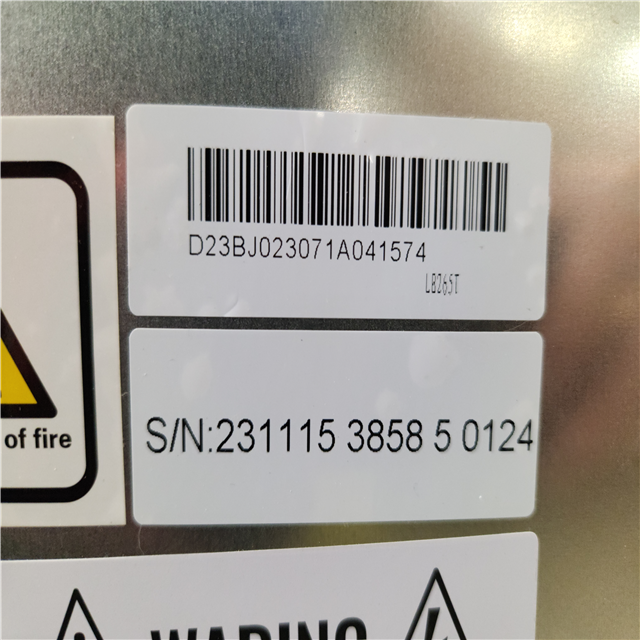 D23BJ023071A041574
LB265T
of fire
S/N:231115 3858 5 0124
WARING